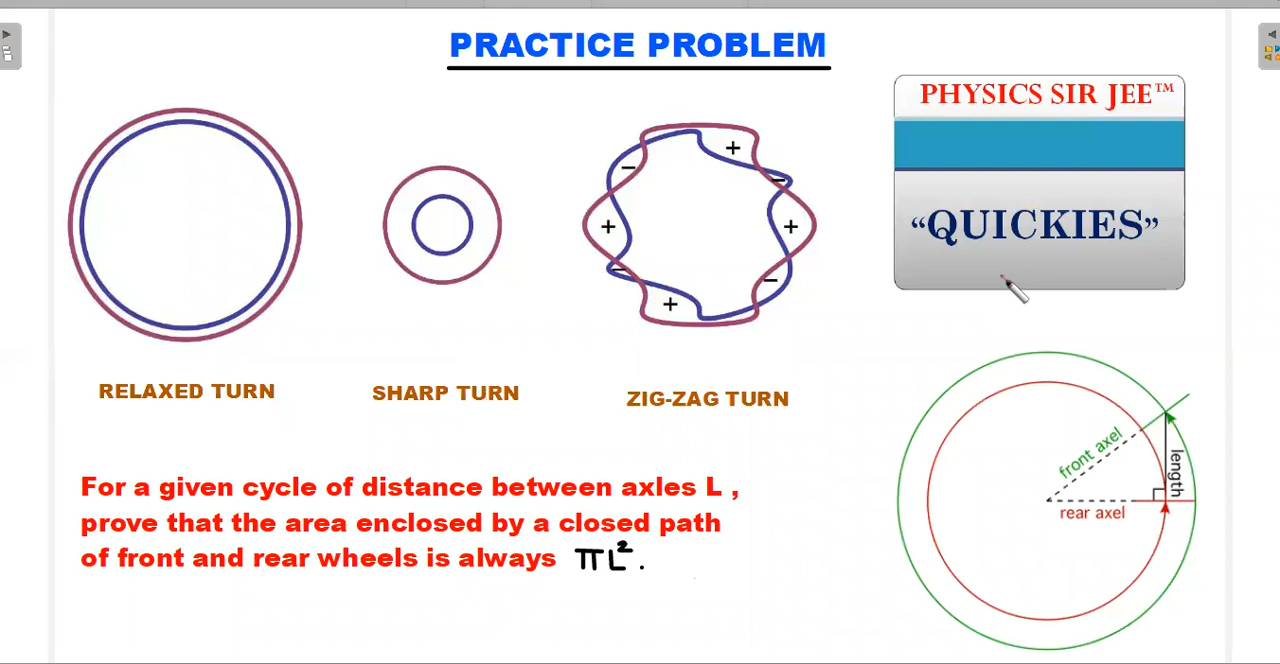 PRACTICE PROBLEM
PHYSICS SIR JEE™
“QUICKIES”
+
−
−
+
+
−
−
+
RELAXED TURN
SHARP TURN
ZIG-ZAG TURN
front axel
length
rear axel
For a given cycle of distance between axles L ,
prove that the area enclosed by a closed path
of front and rear wheels is always πL².